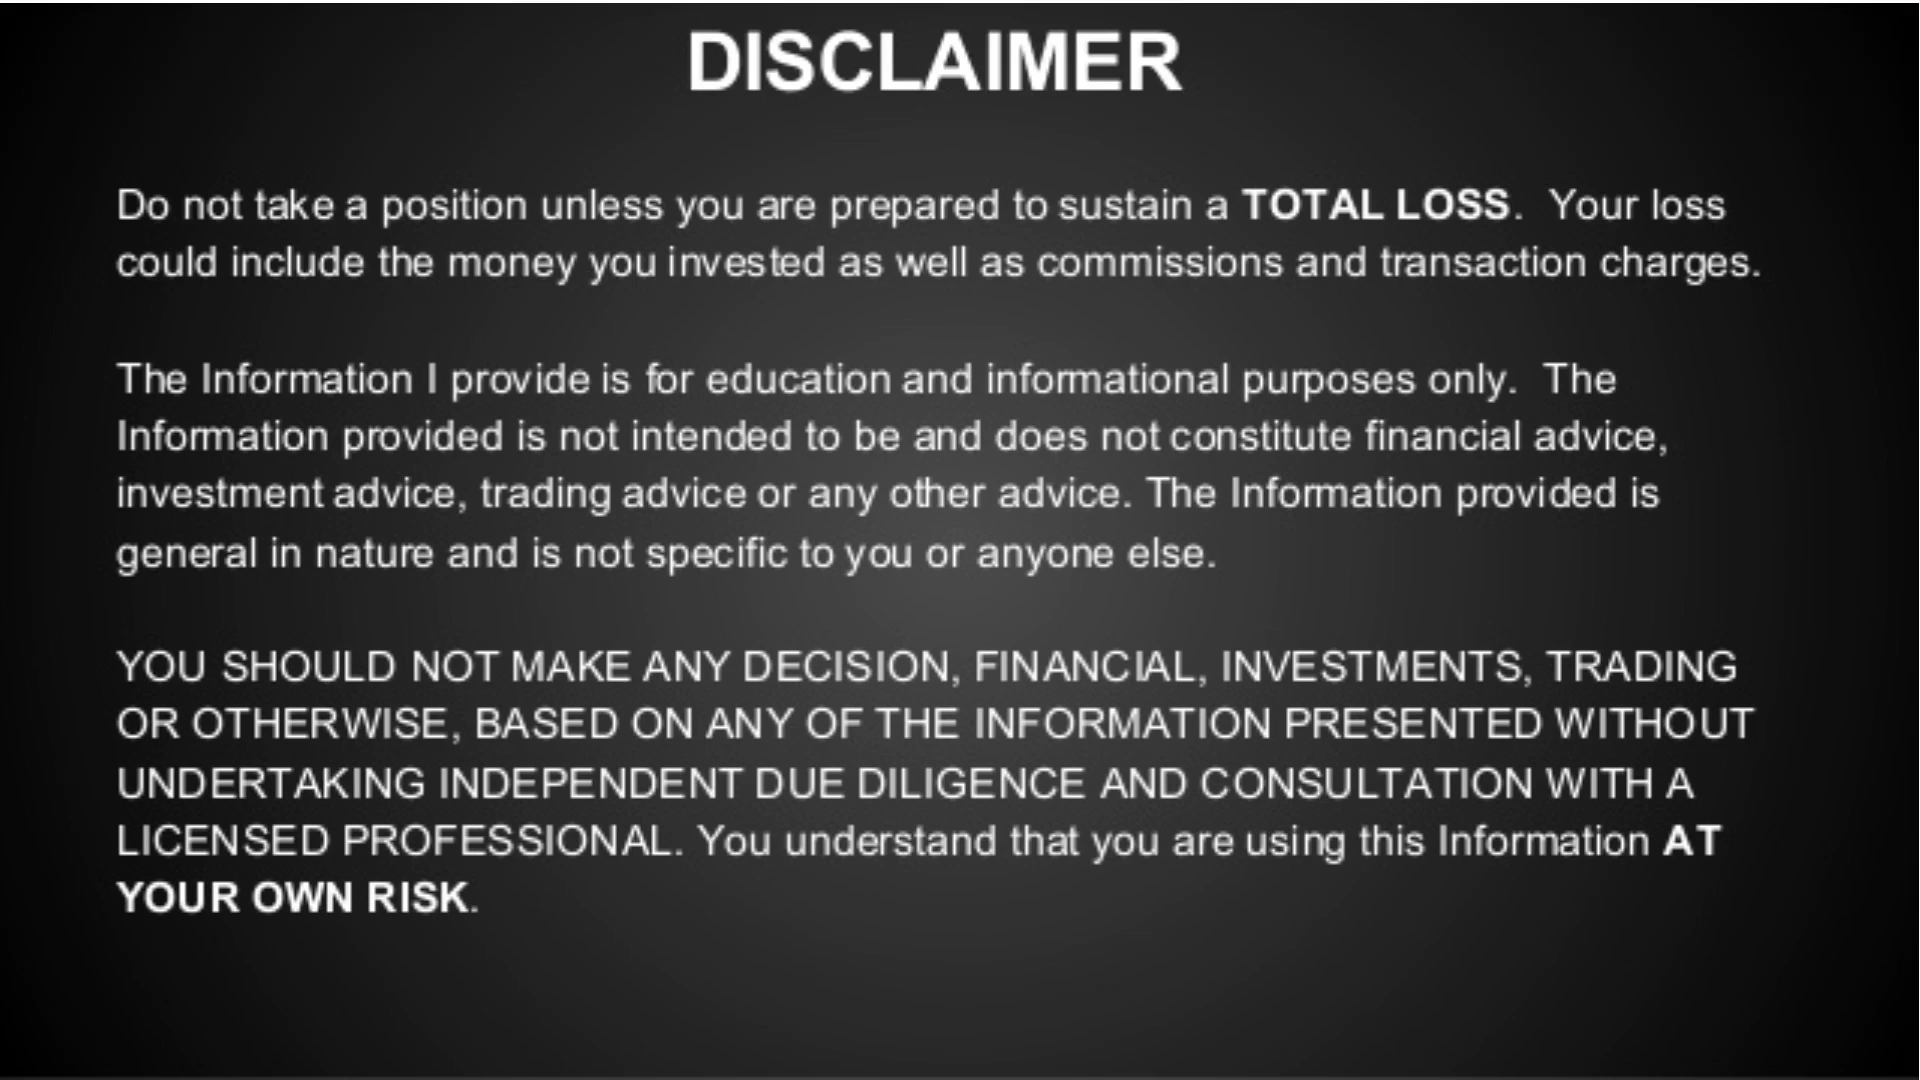 DISCLAIMER
Do not take a position unless you are prepared to sustain a TOTAL LOSS. Your loss
could include the money you invested as well as commissions and transaction charges.
The Information I provide is for education and informational purposes only. The
Information provided is not intended to be and does not constitute financial advice,
investment advice, trading advice or any other advice. The Information provided is
general in nature and is not specific to you or anyone else.
YOU SHOULD NOT MAKE ANY DECISION, FINANCIAL, INVESTMENTS, TRADING
OR OTHERWISE, BASED ON ANY OF THE INFORMATION PRESENTED WITHOUT
UNDERTAKING INDEPENDENT DUE DILIGENCE AND CONSULTATION WITH A
LICENSED PROFESSIONAL. You understand that you are using this Information AT
YOUR OWN RISK.